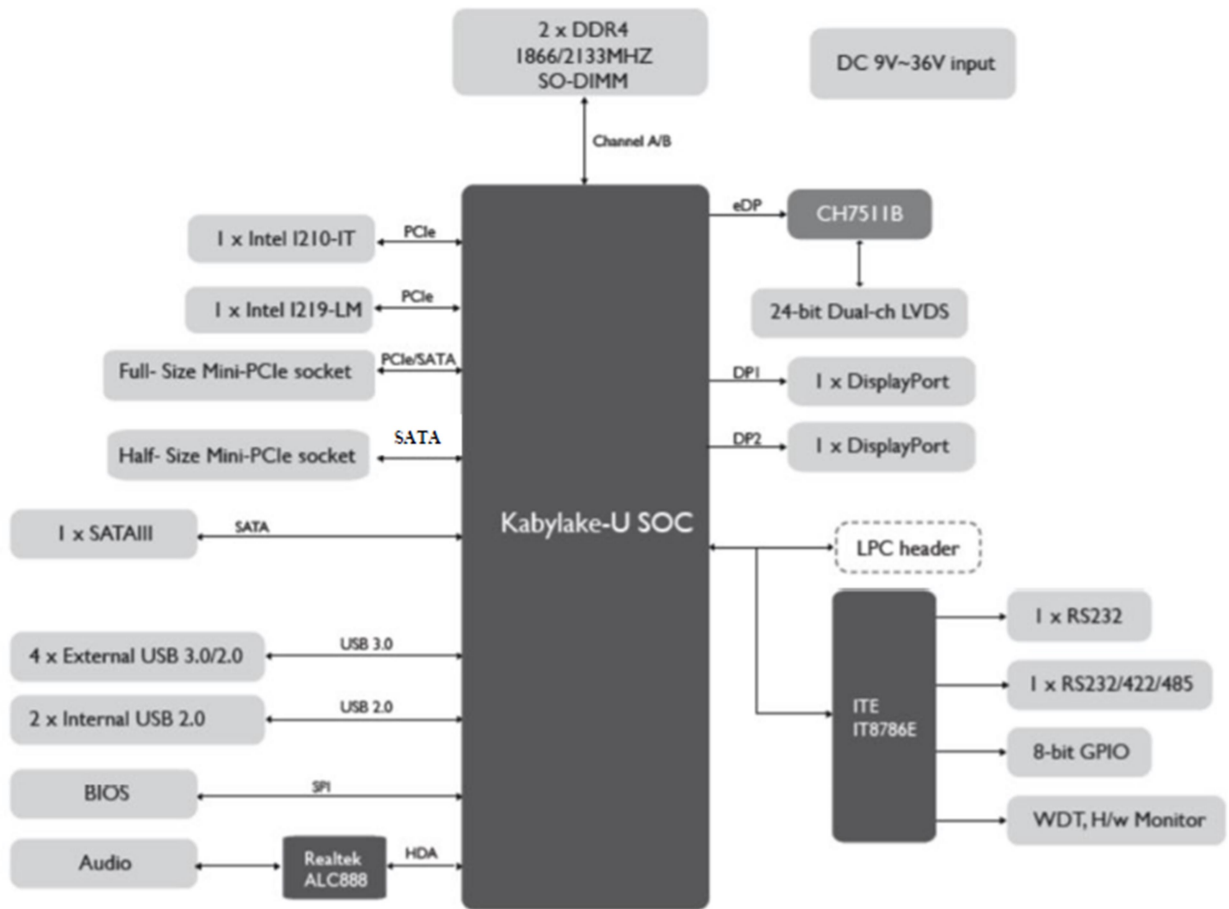 2 x DDR4
1866/2133MHZ
SO-DIMM
DC 9V~36V input
Channel A/B
1 x Intel I210-IT
PCIe
eDP
CH7511B
1 x Intel I219-LM
PCIe
24-bit Dual-ch LVDS
Full- Size Mini-PCIe socket
PCIe/SATA
DP1
1 x DisplayPort
Half- Size Mini-PCIe socket
SATA
DP2
1 x DisplayPort
1 x SATAIII
SATA
Kabylake-U SOC
LPC header
4 x External USB 3.0/2.0
USB 3.0
2 x Internal USB 2.0
USB 2.0
ITE
IT8786E
1 x RS232
1 x RS232/422/485
8-bit GPIO
WDT, H/w Monitor
BIOS
SPI
Audio
Realtek
ALC888
HDA